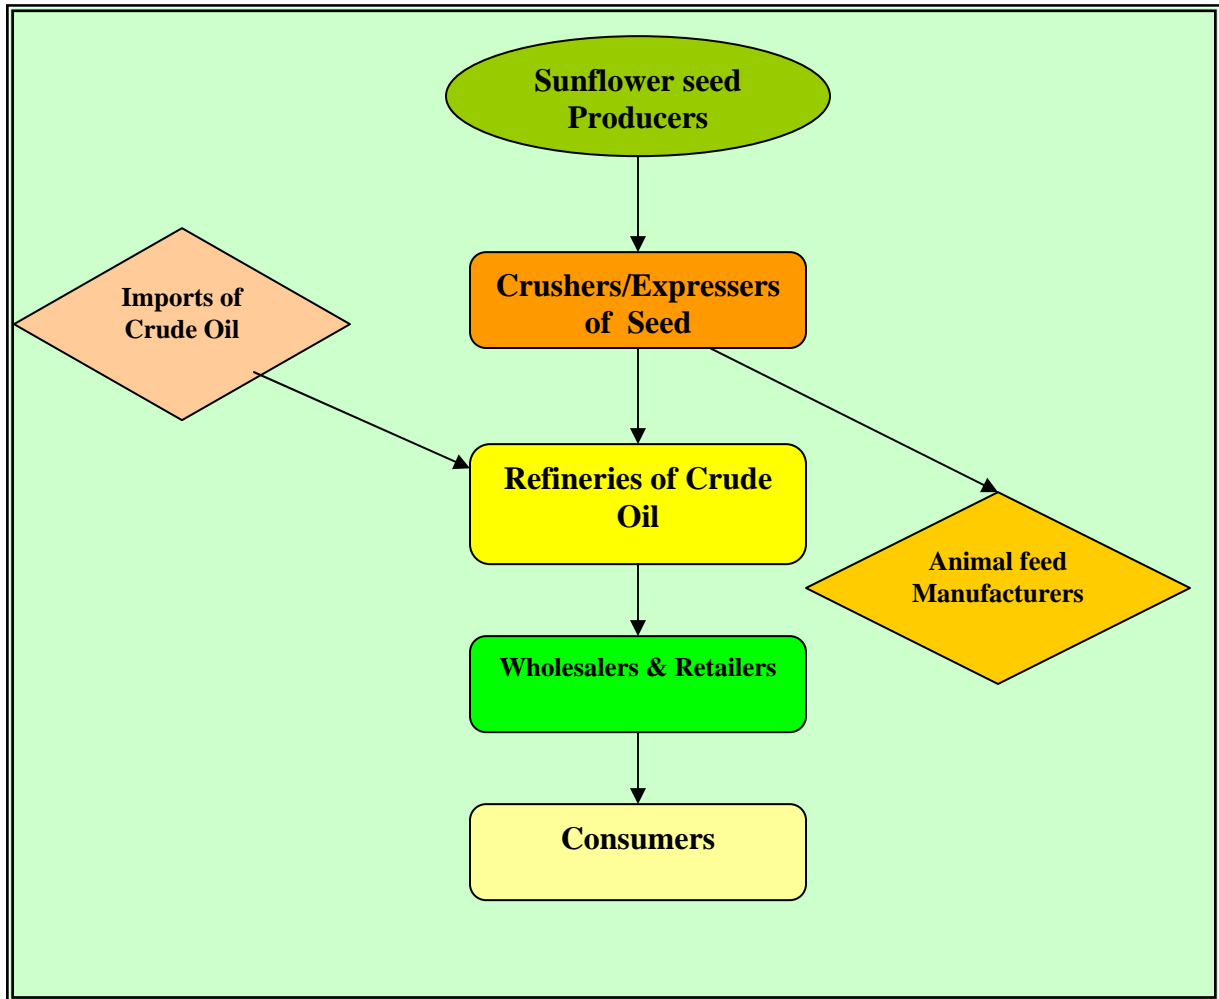 Sunflower seed
Producers
Crushers/Expressers
of  Seed
Imports of
Crude Oil
Refineries of Crude
Oil
Animal feed
Manufacturers
Wholesalers & Retailers
Consumers